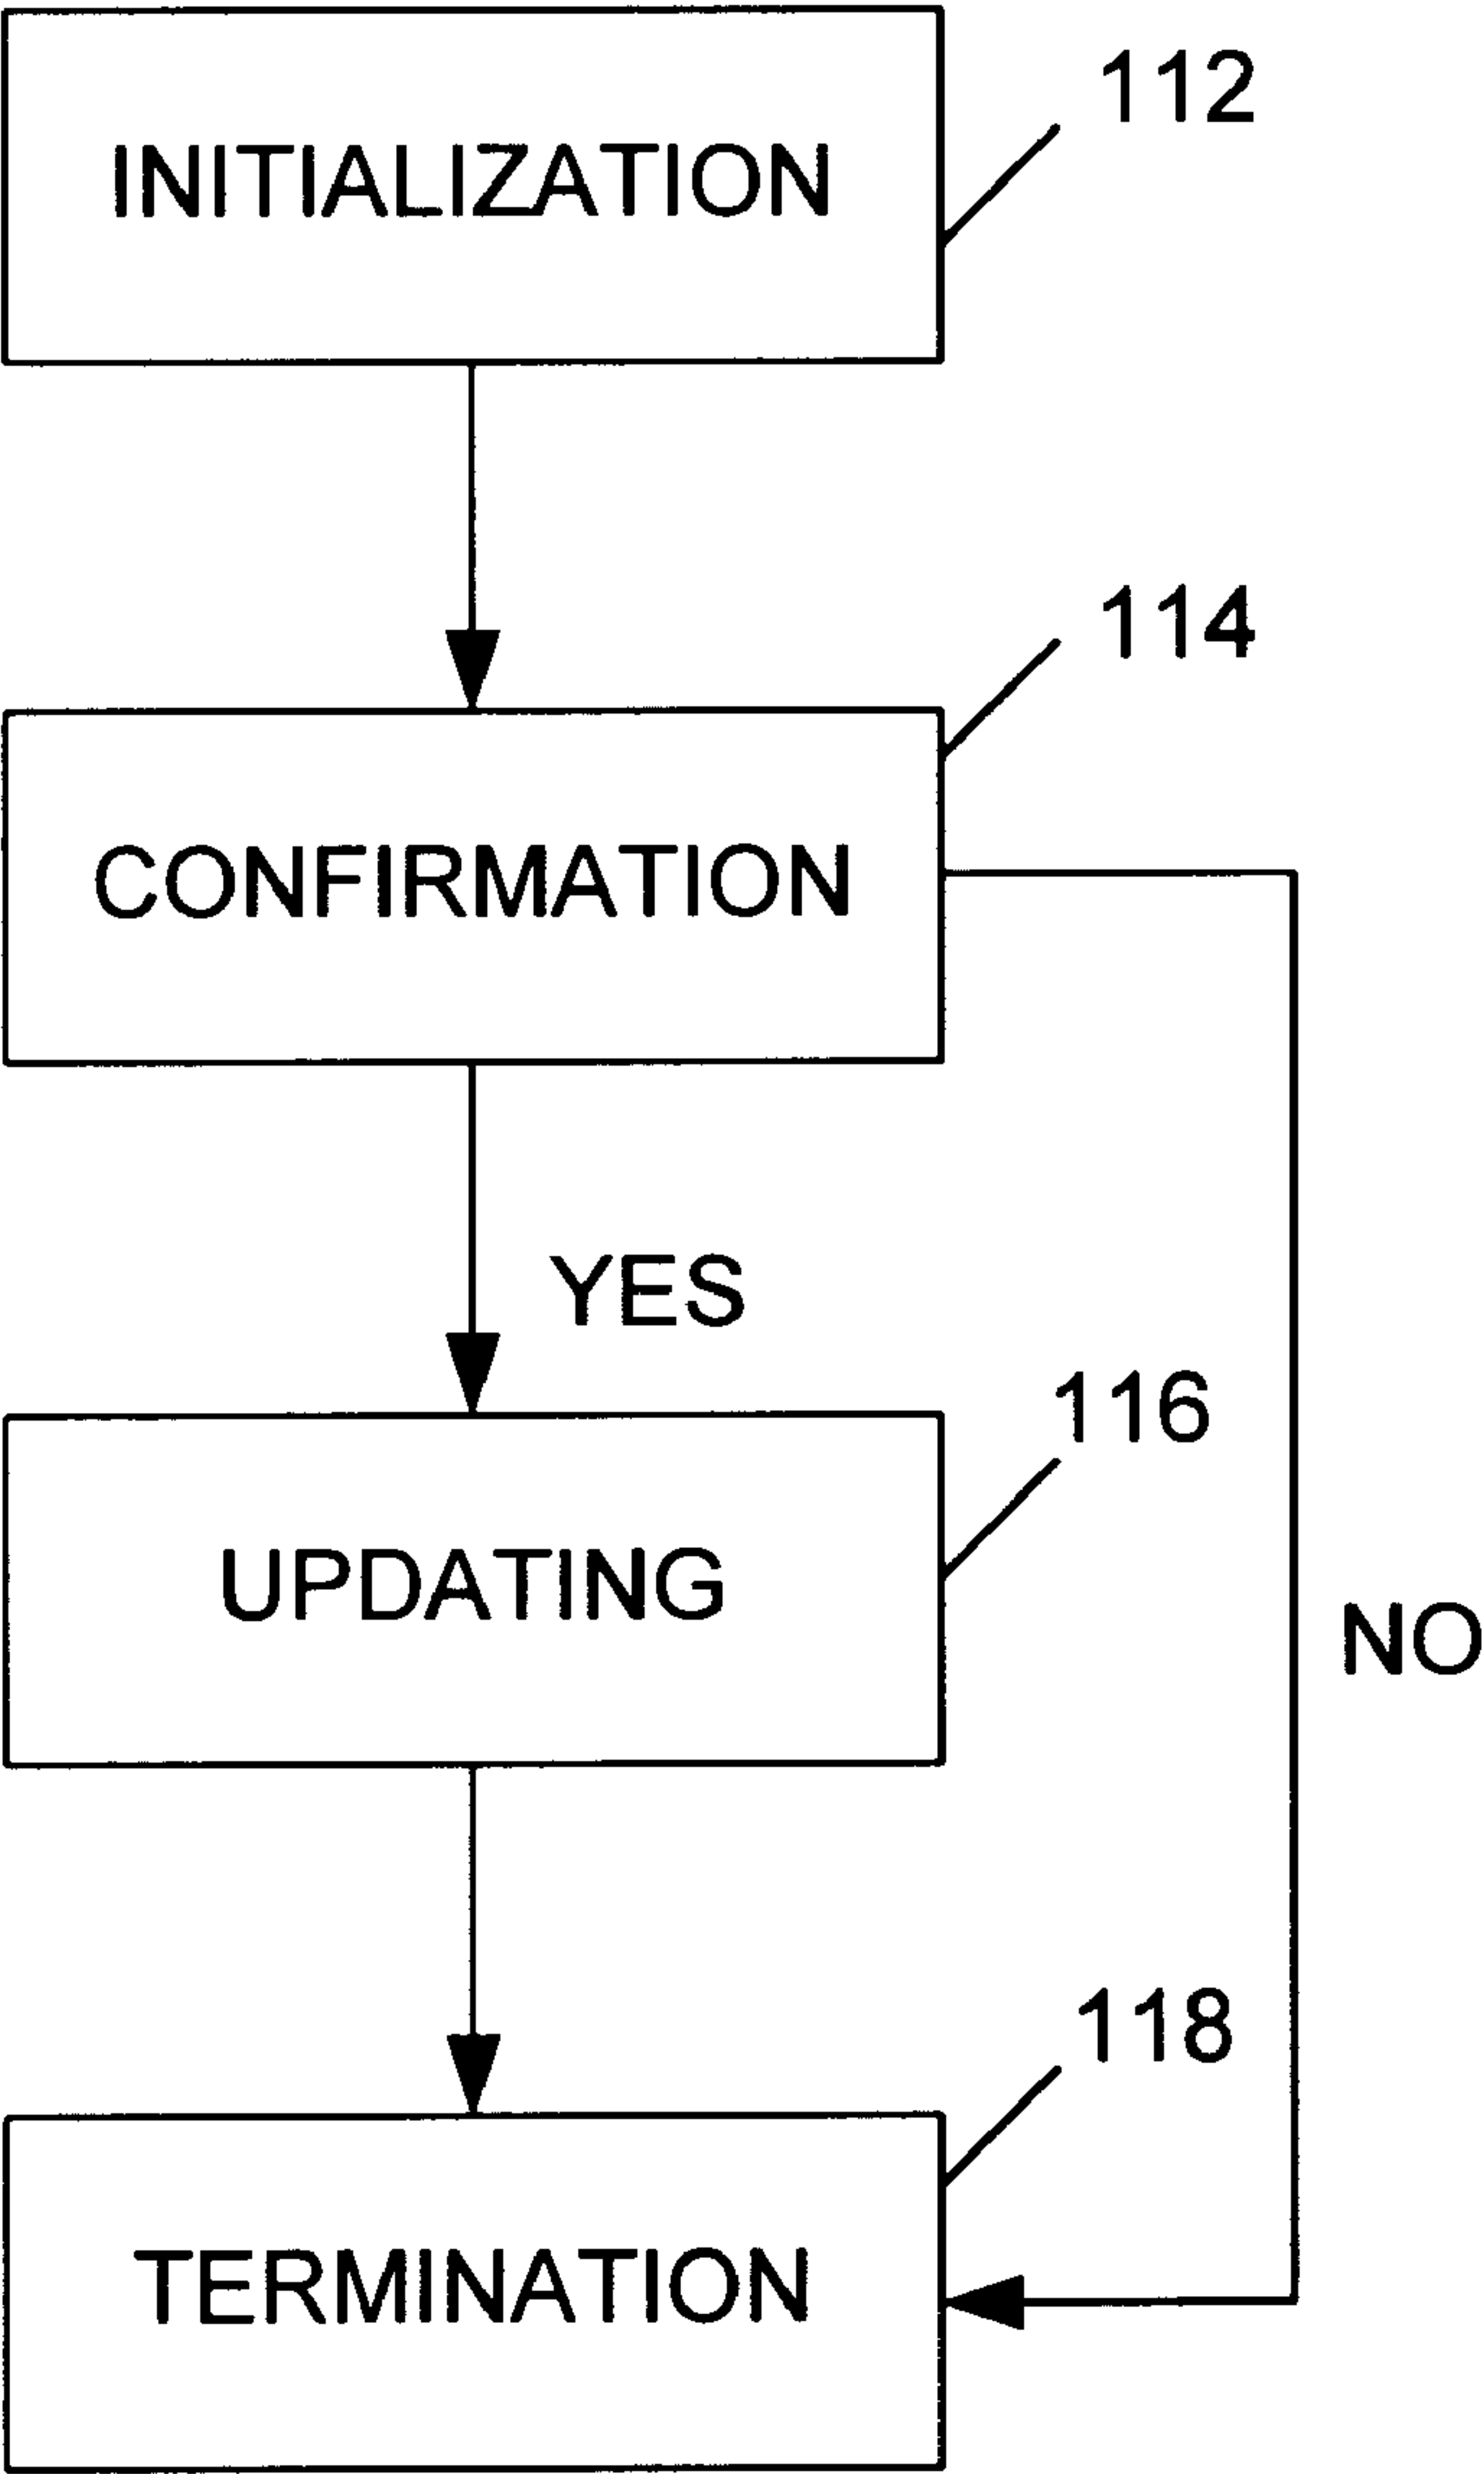 112
INITIALIZATION
114
CONFIRMATION
YES
116
UPDATING
NO
118
TERMINATION